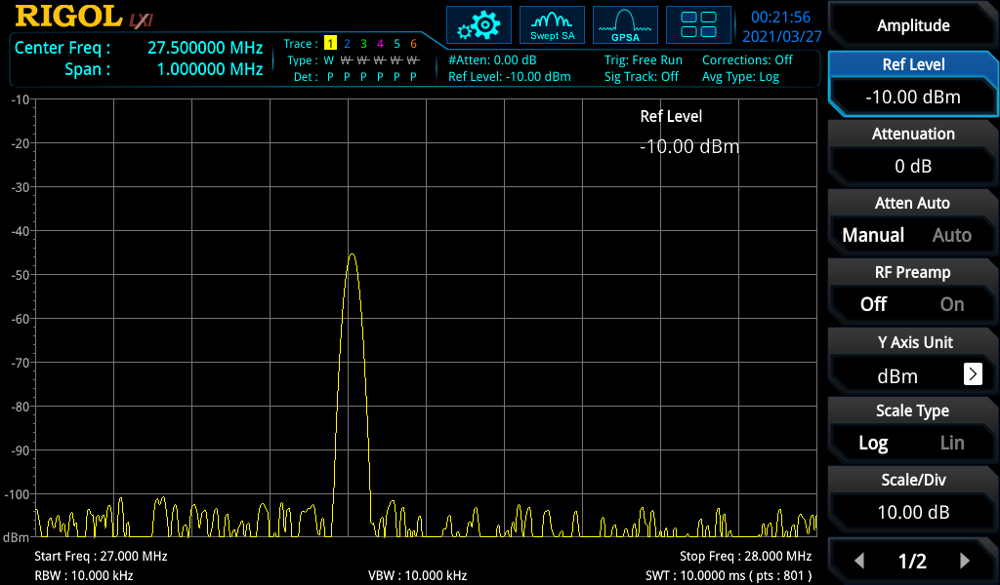 RIGOL LXI
Center Freq : 27.500000 MHz
Span : 1.000000 MHz
Trace : 1 2 3 4 5 6
Type : W W W W W W
Det : P P P P P P
Swept SA
GPSA
00:21:56
2021/03/27
#Atten: 0.00 dB
Ref Level: -10.00 dBm
Trig: Free Run
Sig Track: Off
Corrections: Off
Avg Type: Log
Ref Level
-10.00 dBm
-10
-20
-30
-40
-50
-60
-70
-80
-90
-100
dBm
Start Freq : 27.000 MHz
Stop Freq : 28.000 MHz
RBW : 10.000 kHz
VBW : 10.000 kHz
SWT : 10.0000 ms ( pts : 801 )
Amplitude
Ref Level
-10.00 dBm
Attenuation
0 dB
Atten Auto
Manual Auto
RF Preamp
Off On
Y Axis Unit
dBm
Scale Type
Log Lin
Scale/Div
10.00 dB
1/2